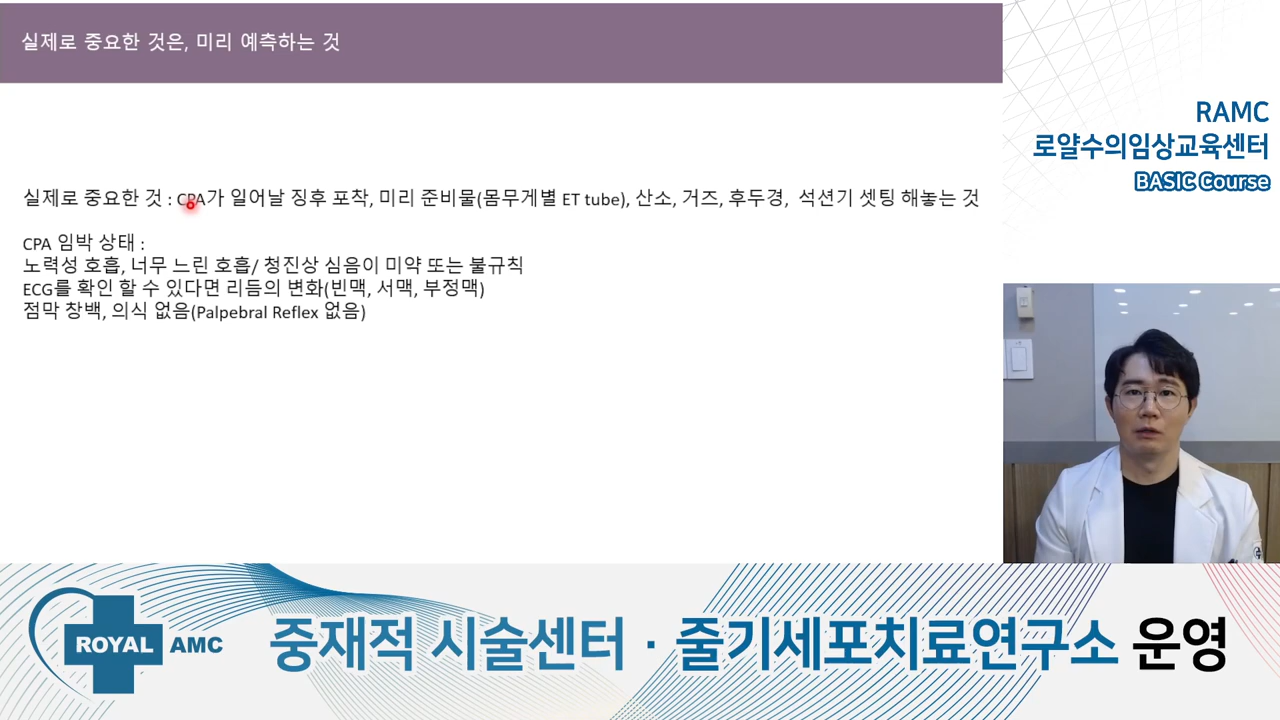 실제로 중요한 것은, 미리 예측하는 것
실제로 중요한 것 : CPA가 일어날 징후 포착, 미리 준비물(몸무게별 ET tube), 산소, 거즈, 후두경, 석션기 셋팅 해놓는 것
CPA 임박 상태 :
노력성 호흡, 너무 느린 호흡/ 청진상 심음이 미약 또는 불규칙
ECG를 확인 할 수 있다면 리듬의 변화(빈맥, 서맥, 부정맥)
점막 창백, 의식 없음(Palpebral Reflex 없음)
RAMC
로얄수의임상교육센터
BASIC Course
ROYAL AMC
중재적 시술센터 · 줄기세포치료연구소 운영